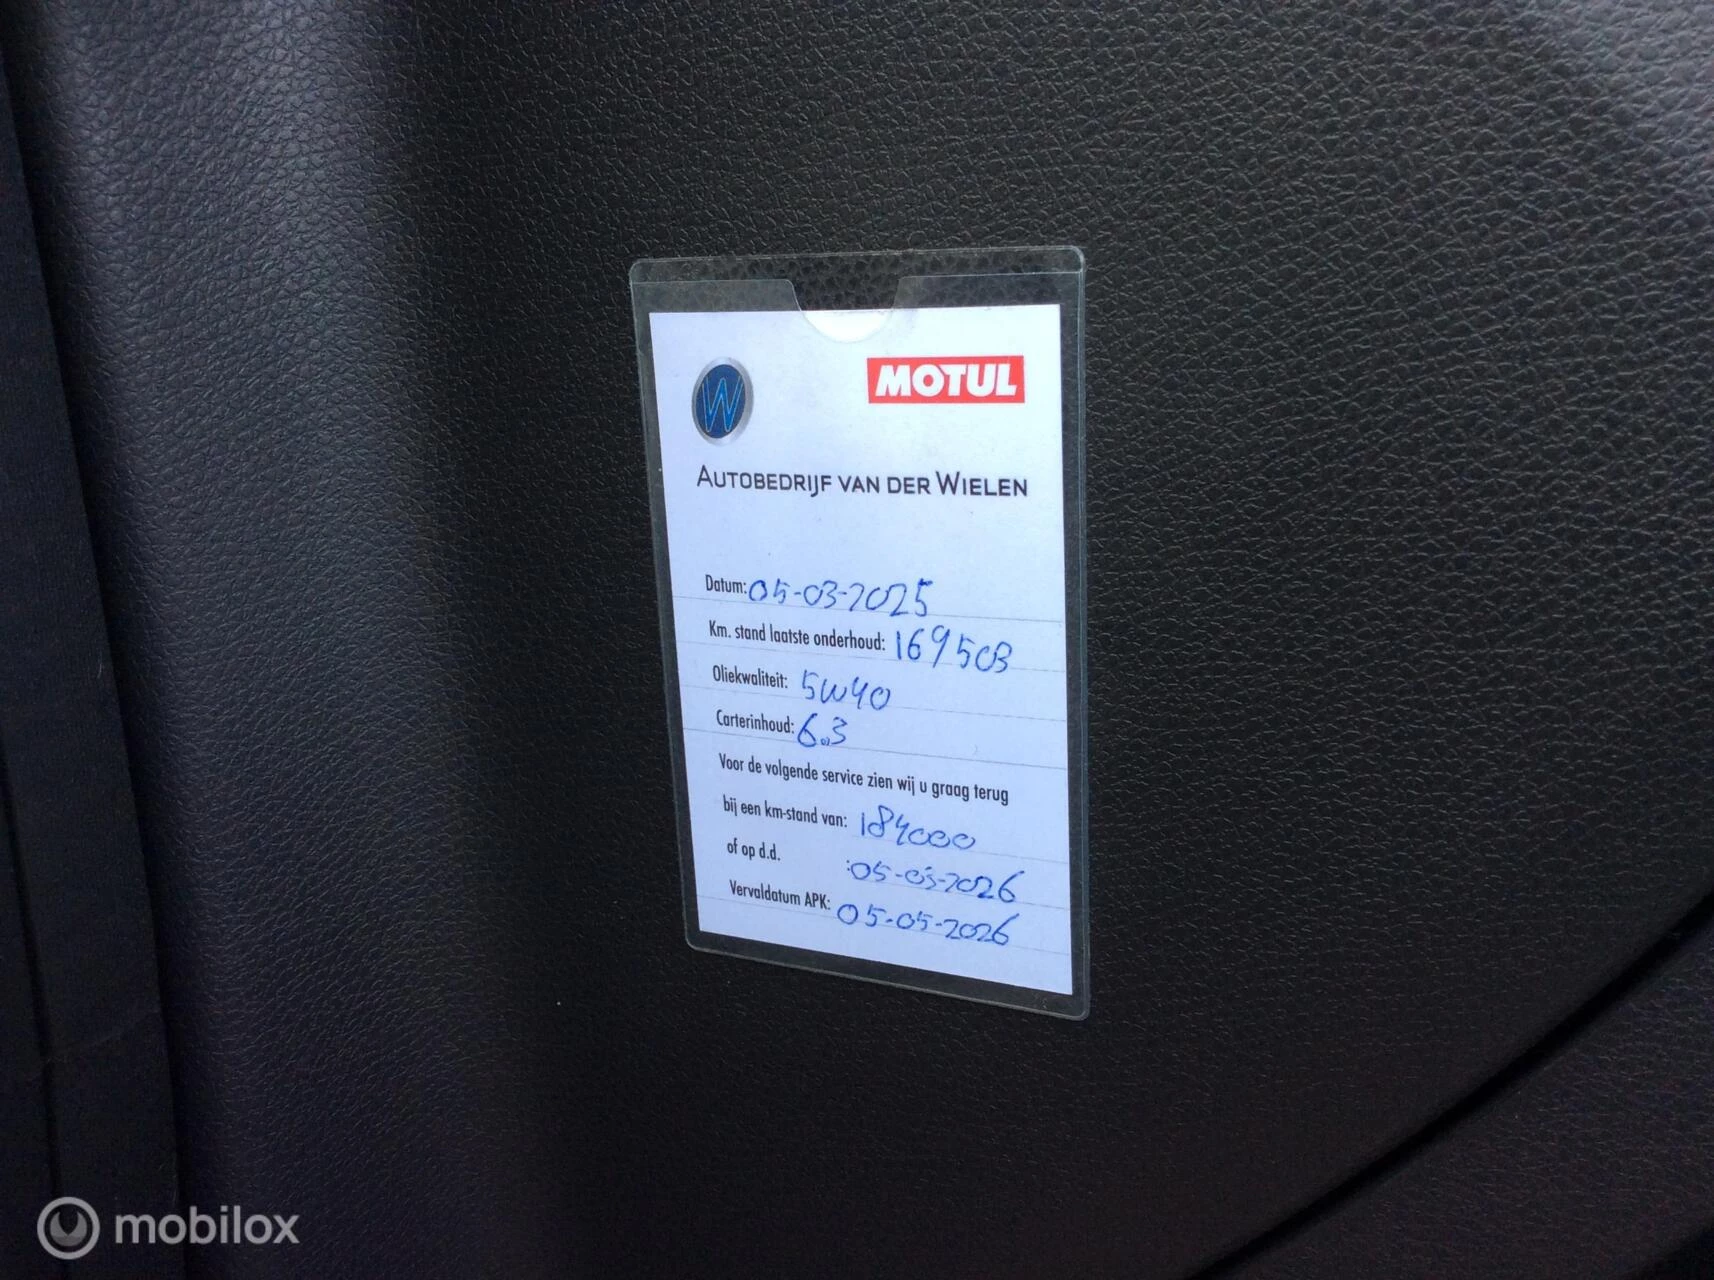 W
MOTUL
AUTOBEDRIJF VAN DER WIELEN
Datum: 05-03-2025
Km. stand laatste onderhoud: 169503
Oliekwaliteit: 5W40
Carterinhoud: 6.3
Voor de volgende service zien wij u graag terug
bij een km-stand van: 184000
of op d.d. :05-03-2026
Vervaldatum APK: 05-05-2026
mobilox